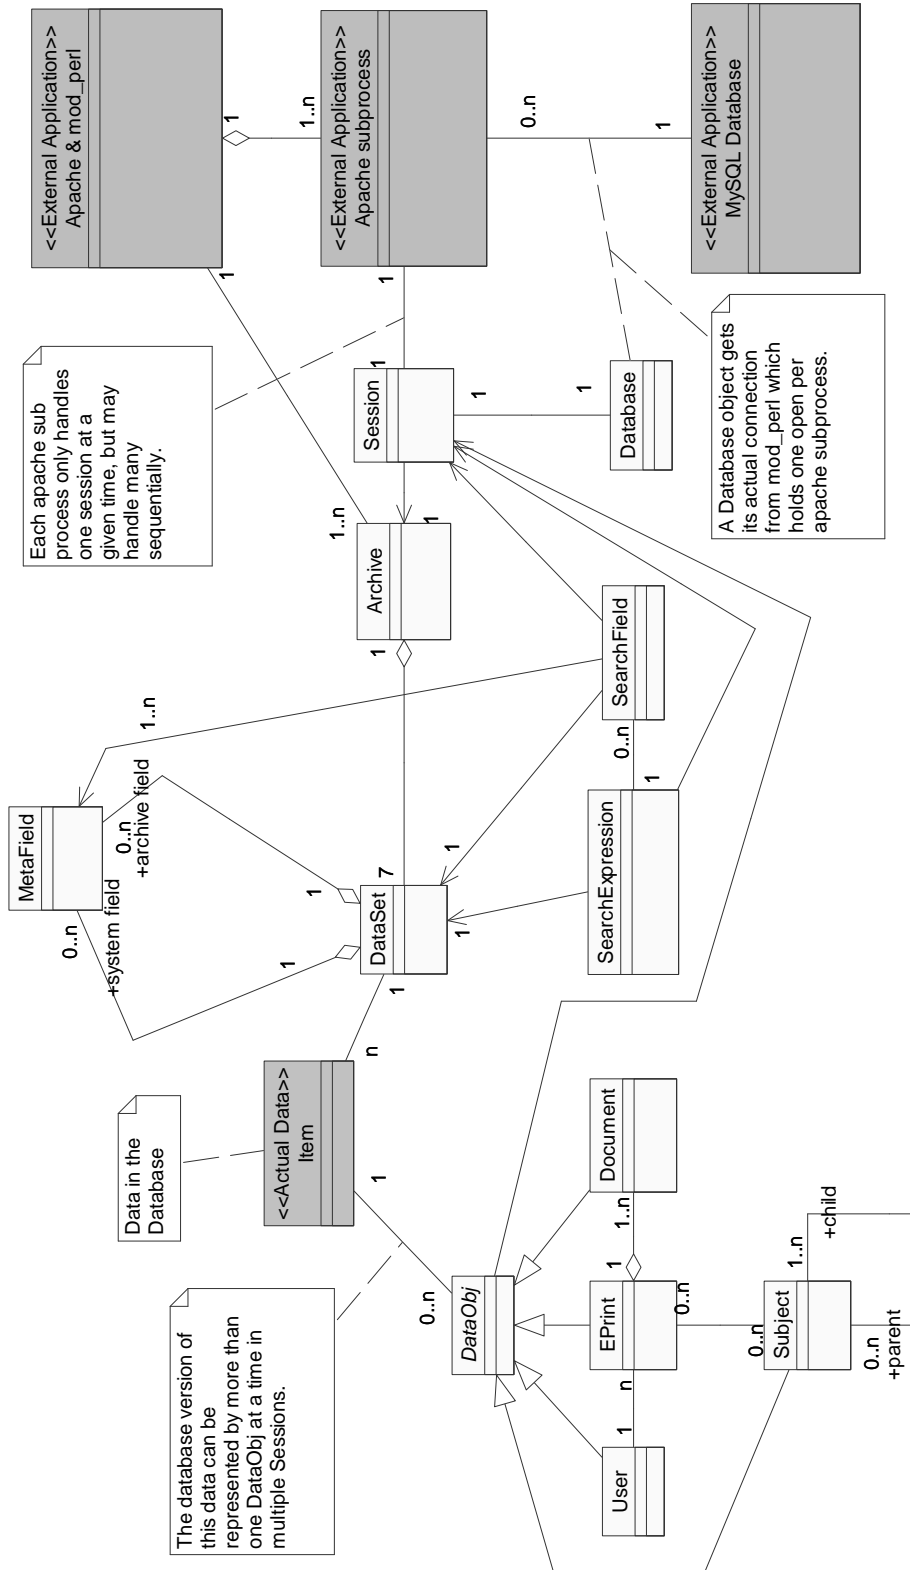 The database version of
this data can be
represented by more than
one DataObj at a time in
multiple Sessions.
Data in the
Database
<<Actual Data>>
Item
n
1
1
0..n
MetaField
0..n
+system field
0..n
+archive field
1
1
1..n
DataSet
1
7
1
1
Each apache sub
process only handles
one session at a
given time, but may
handle many
sequentially.
<<External Application>>
Apache & mod_perl
1
1
1..n
<<External Application>>
Apache subprocess
1
0..n
1
<<External Application>>
MySQL Database
Archive
1..n
1
1
Session
1
1
1
Database
A Database object gets
its actual connection
from mod_perl which
holds one open per
apache subprocess.
SearchField
0..n
1
SearchExpression
DataObj
User
1
n
EPrint
1
1..n
Document
0..n
0..n
Subject
1..n
+child
0..n
+parent